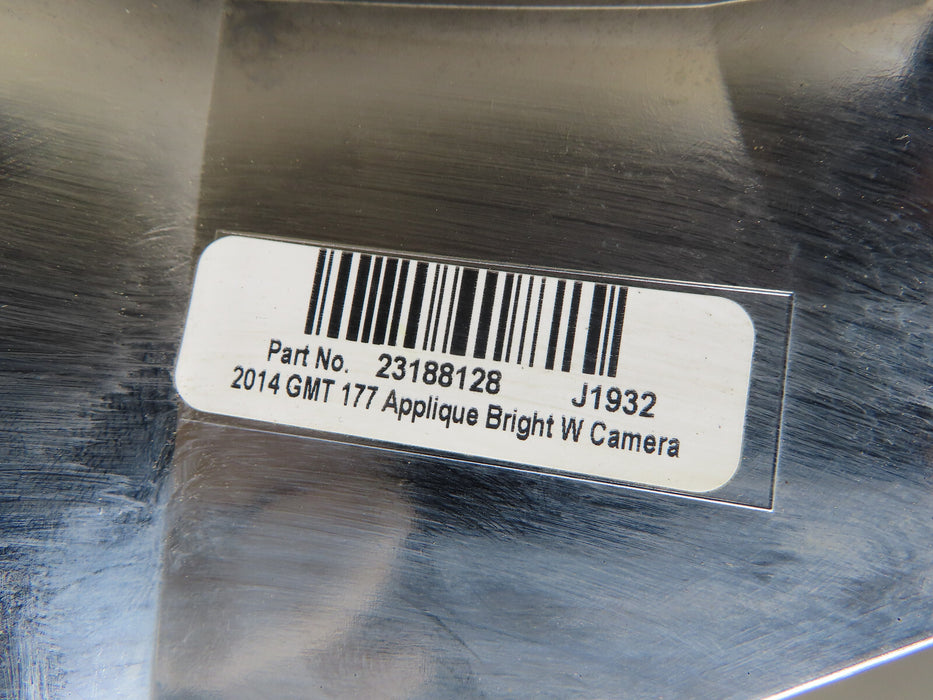 Part No. 23188128 J1932
2014 GMT 177 Applique Bright W Camera